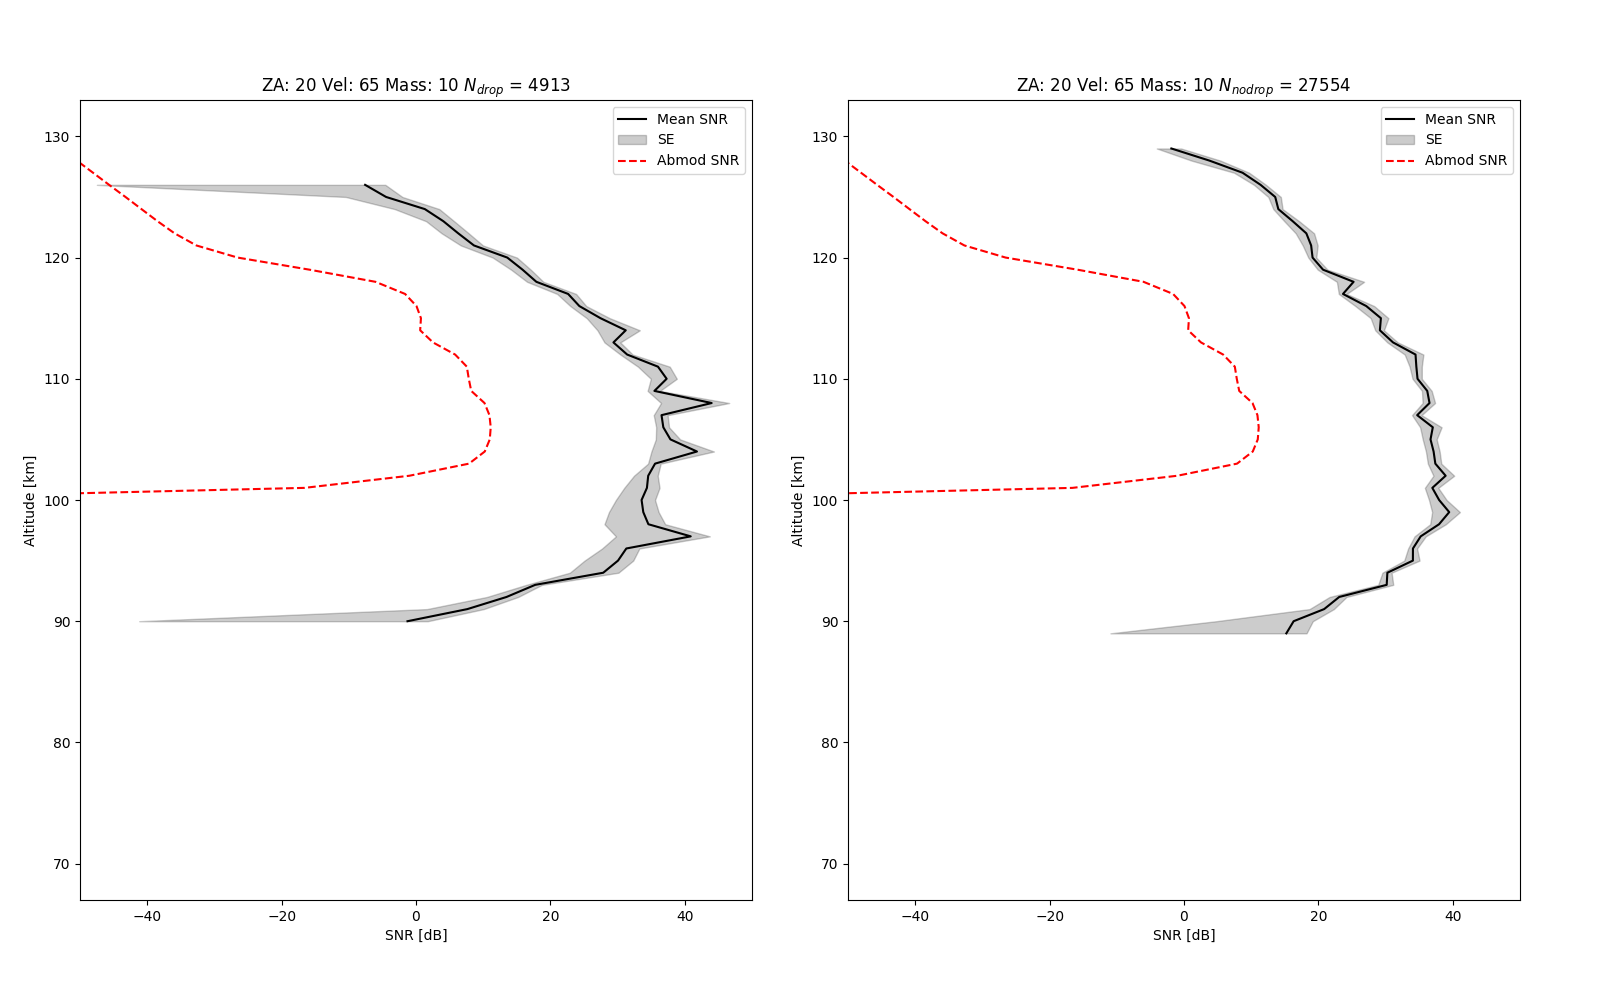 ZA: 20 Vel: 65 Mass: 10 N_drop = 4913
Mean SNR
SE
Abmod SNR
130
120
110
100
90
80
70
Altitude [km]
−40
−20
0
20
40
SNR [dB]
ZA: 20 Vel: 65 Mass: 10 N_nodrop = 27554
Mean SNR
SE
Abmod SNR
130
120
110
100
90
80
70
Altitude [km]
−40
−20
0
20
40
SNR [dB]